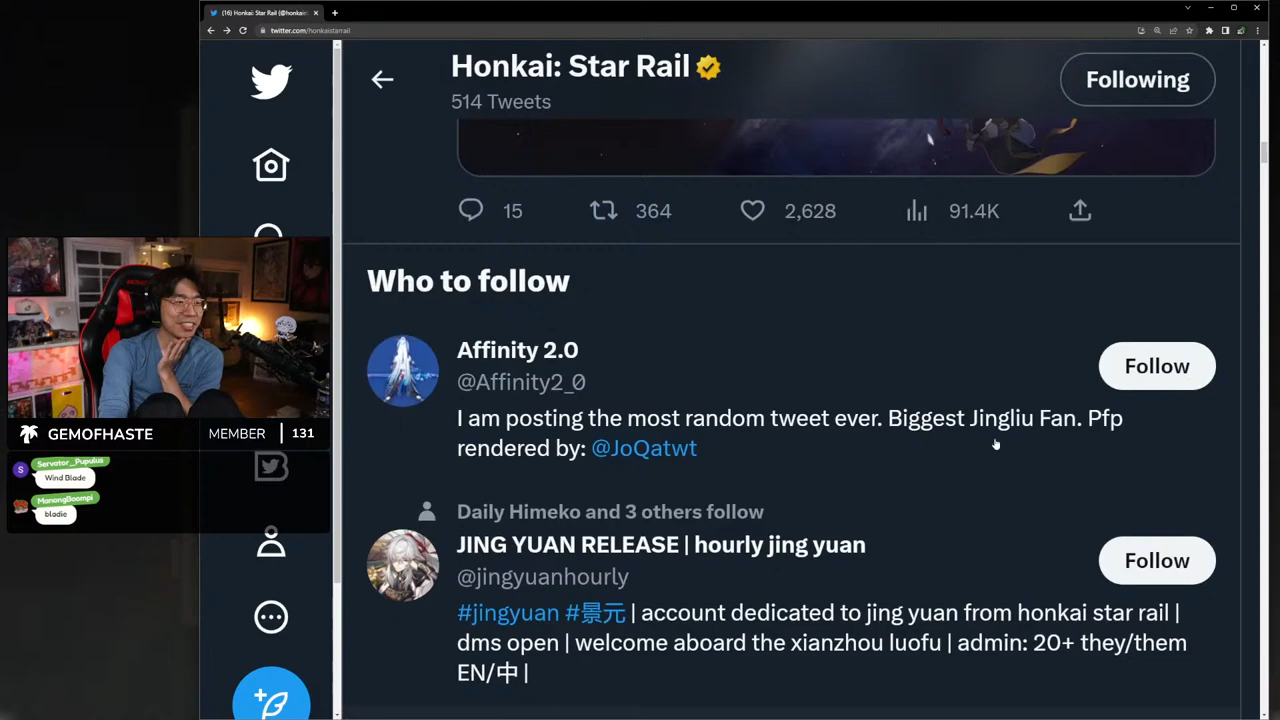 (16) Honkai: Star Rail (@honkais
twitter.com/honkaistarrail
Honkai: Star Rail
514 Tweets
Following
15
364
2,628
91.4K
Who to follow
Affinity 2.0
@Affinity2_0
Follow
I am posting the most random tweet ever. Biggest Jingliu Fan. Pfp
rendered by: @JoQatwt
Daily Himeko and 3 others follow
JING YUAN RELEASE | hourly jing yuan
@jingyuanhourly
Follow
#jingyuan #景元 | account dedicated to jing yuan from honkai star rail |
dms open | welcome aboard the xianzhou luofu | admin: 20+ they/them
EN/中 |
GEMOFHASTE
MEMBER
131
S
Servator_Pupulus
Wind Blade
ManongBoompi
bladie